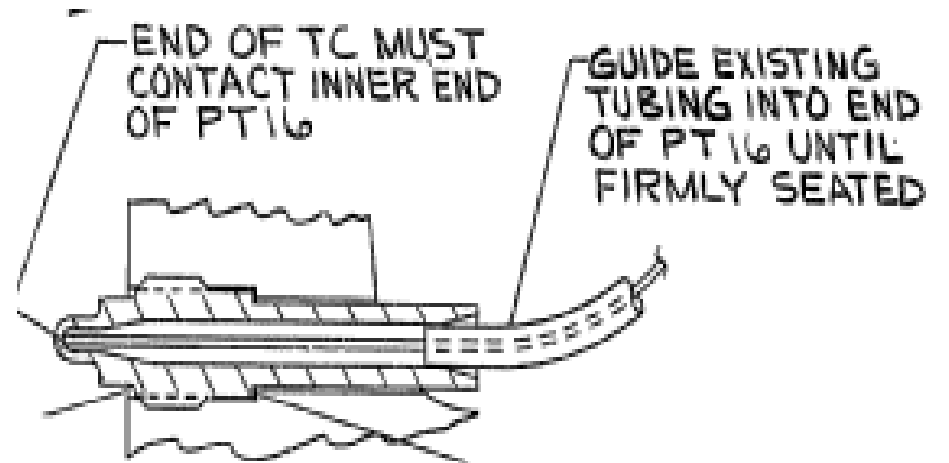 END OF TC MUST
CONTACT INNER END
OF PT16
GUIDE EXISTING
TUBING INTO END
OF PT16 UNTIL
FIRMLY SEATED